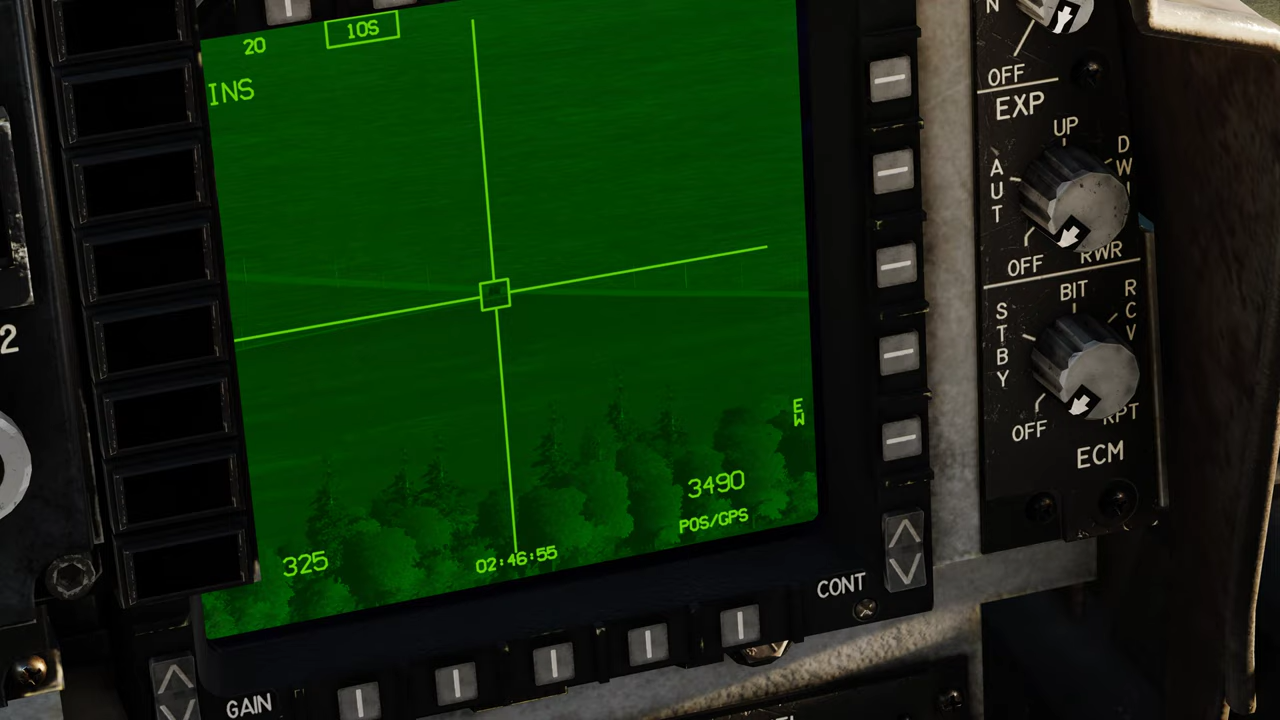 20
10S
INS
E
W
3490
POS/GPS
325
02:46:55
2
GAIN
CONT
N
OFF
EXP
UP
AUT
OFF
RWR
BIT
STBY
RCV
OFF
RPT
ECM